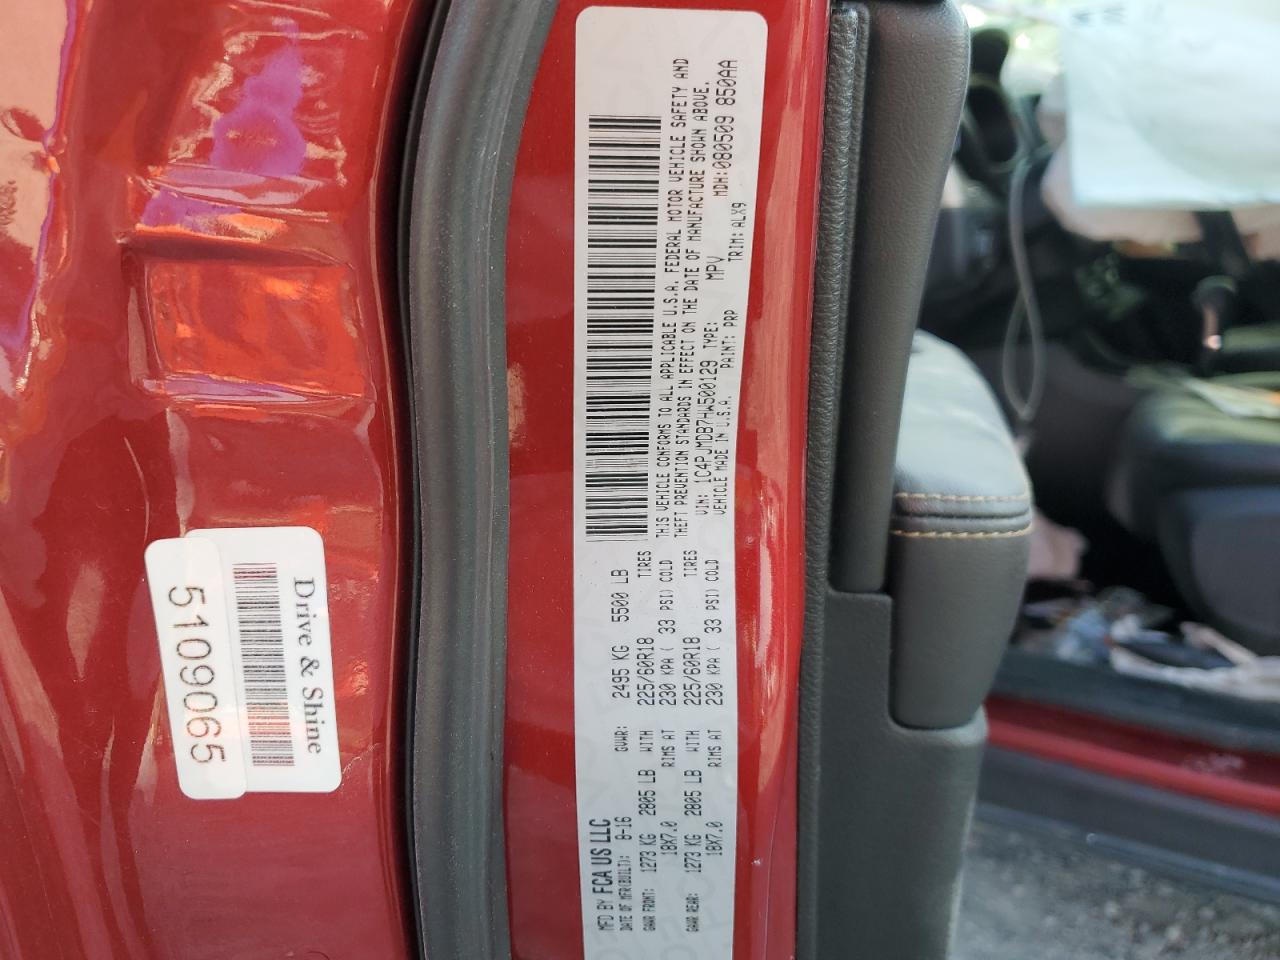 MFD BY FCA US LLC
DATE OF MFR(BUILT): 8-16 GVWR: 2495 KG 5500 LB
GAWR FRONT: 1273 KG 2805 LB WITH 225/60R18 TIRES
18X7.0 RIMS AT 230 KPA ( 33 PSI) COLD
GAWR REAR: 1273 KG 2805 LB WITH 225/60R18 TIRES
18X7.0 RIMS AT 230 KPA ( 33 PSI) COLD
THIS VEHICLE CONFORMS TO ALL APPLICABLE U.S.A. FEDERAL MOTOR VEHICLE SAFETY AND
THEFT PREVENTION STANDARDS IN EFFECT ON THE DATE OF MANUFACTURE SHOWN ABOVE.
VIN: 1C4PJMDB7HW500129 TYPE: MPV MDH:080509 850AA
VEHICLE MADE IN U.S.A. PAINT: PRP TRIM: ALX9
Drive & Shine
5109065